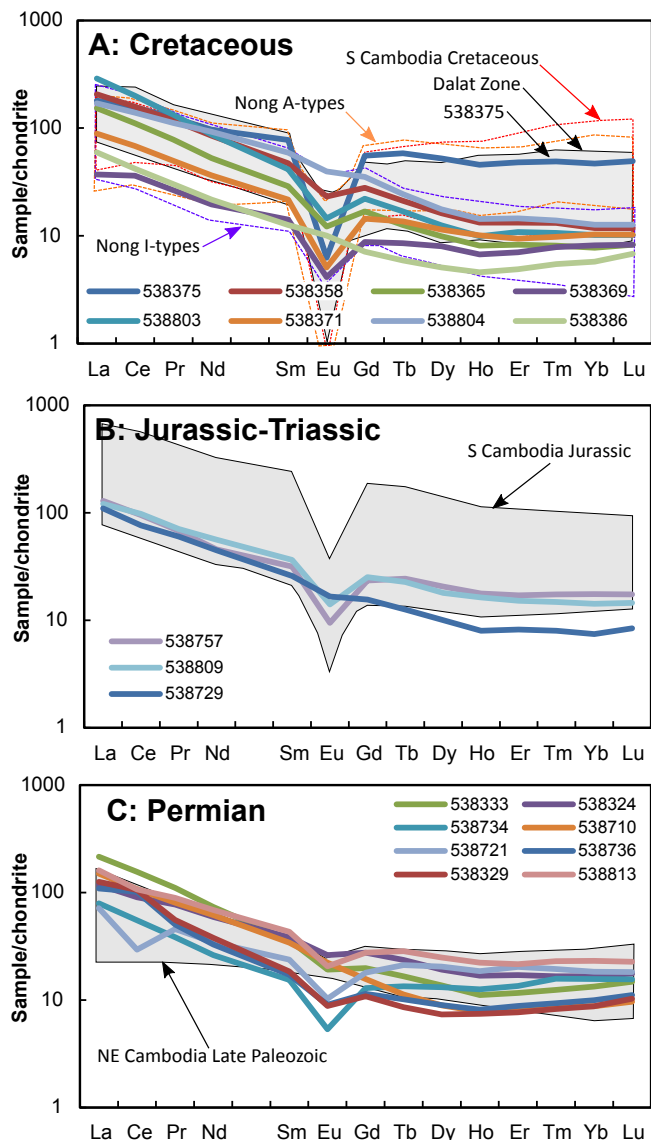 1000
A: Cretaceous
S Cambodia Cretaceous
Dalat Zone
Nong A-types
538375
100
Sample/chondrite
10
Nong I-types
538375 538358 538365 538369
538803 538371 538804 538386
1
La Ce Pr Nd Sm Eu Gd Tb Dy Ho Er Tm Yb Lu
1000
B: Jurassic-Triassic
S Cambodia Jurassic
100
Sample/chondrite
10
538757
538809
538729
1
La Ce Pr Nd Sm Eu Gd Tb Dy Ho Er Tm Yb Lu
1000
C: Permian
538333 538324
538734 538710
538721 538736
538329 538813
100
Sample/chondrite
10
NE Cambodia Late Paleozoic
1
La Ce Pr Nd Sm Eu Gd Tb Dy Ho Er Tm Yb Lu